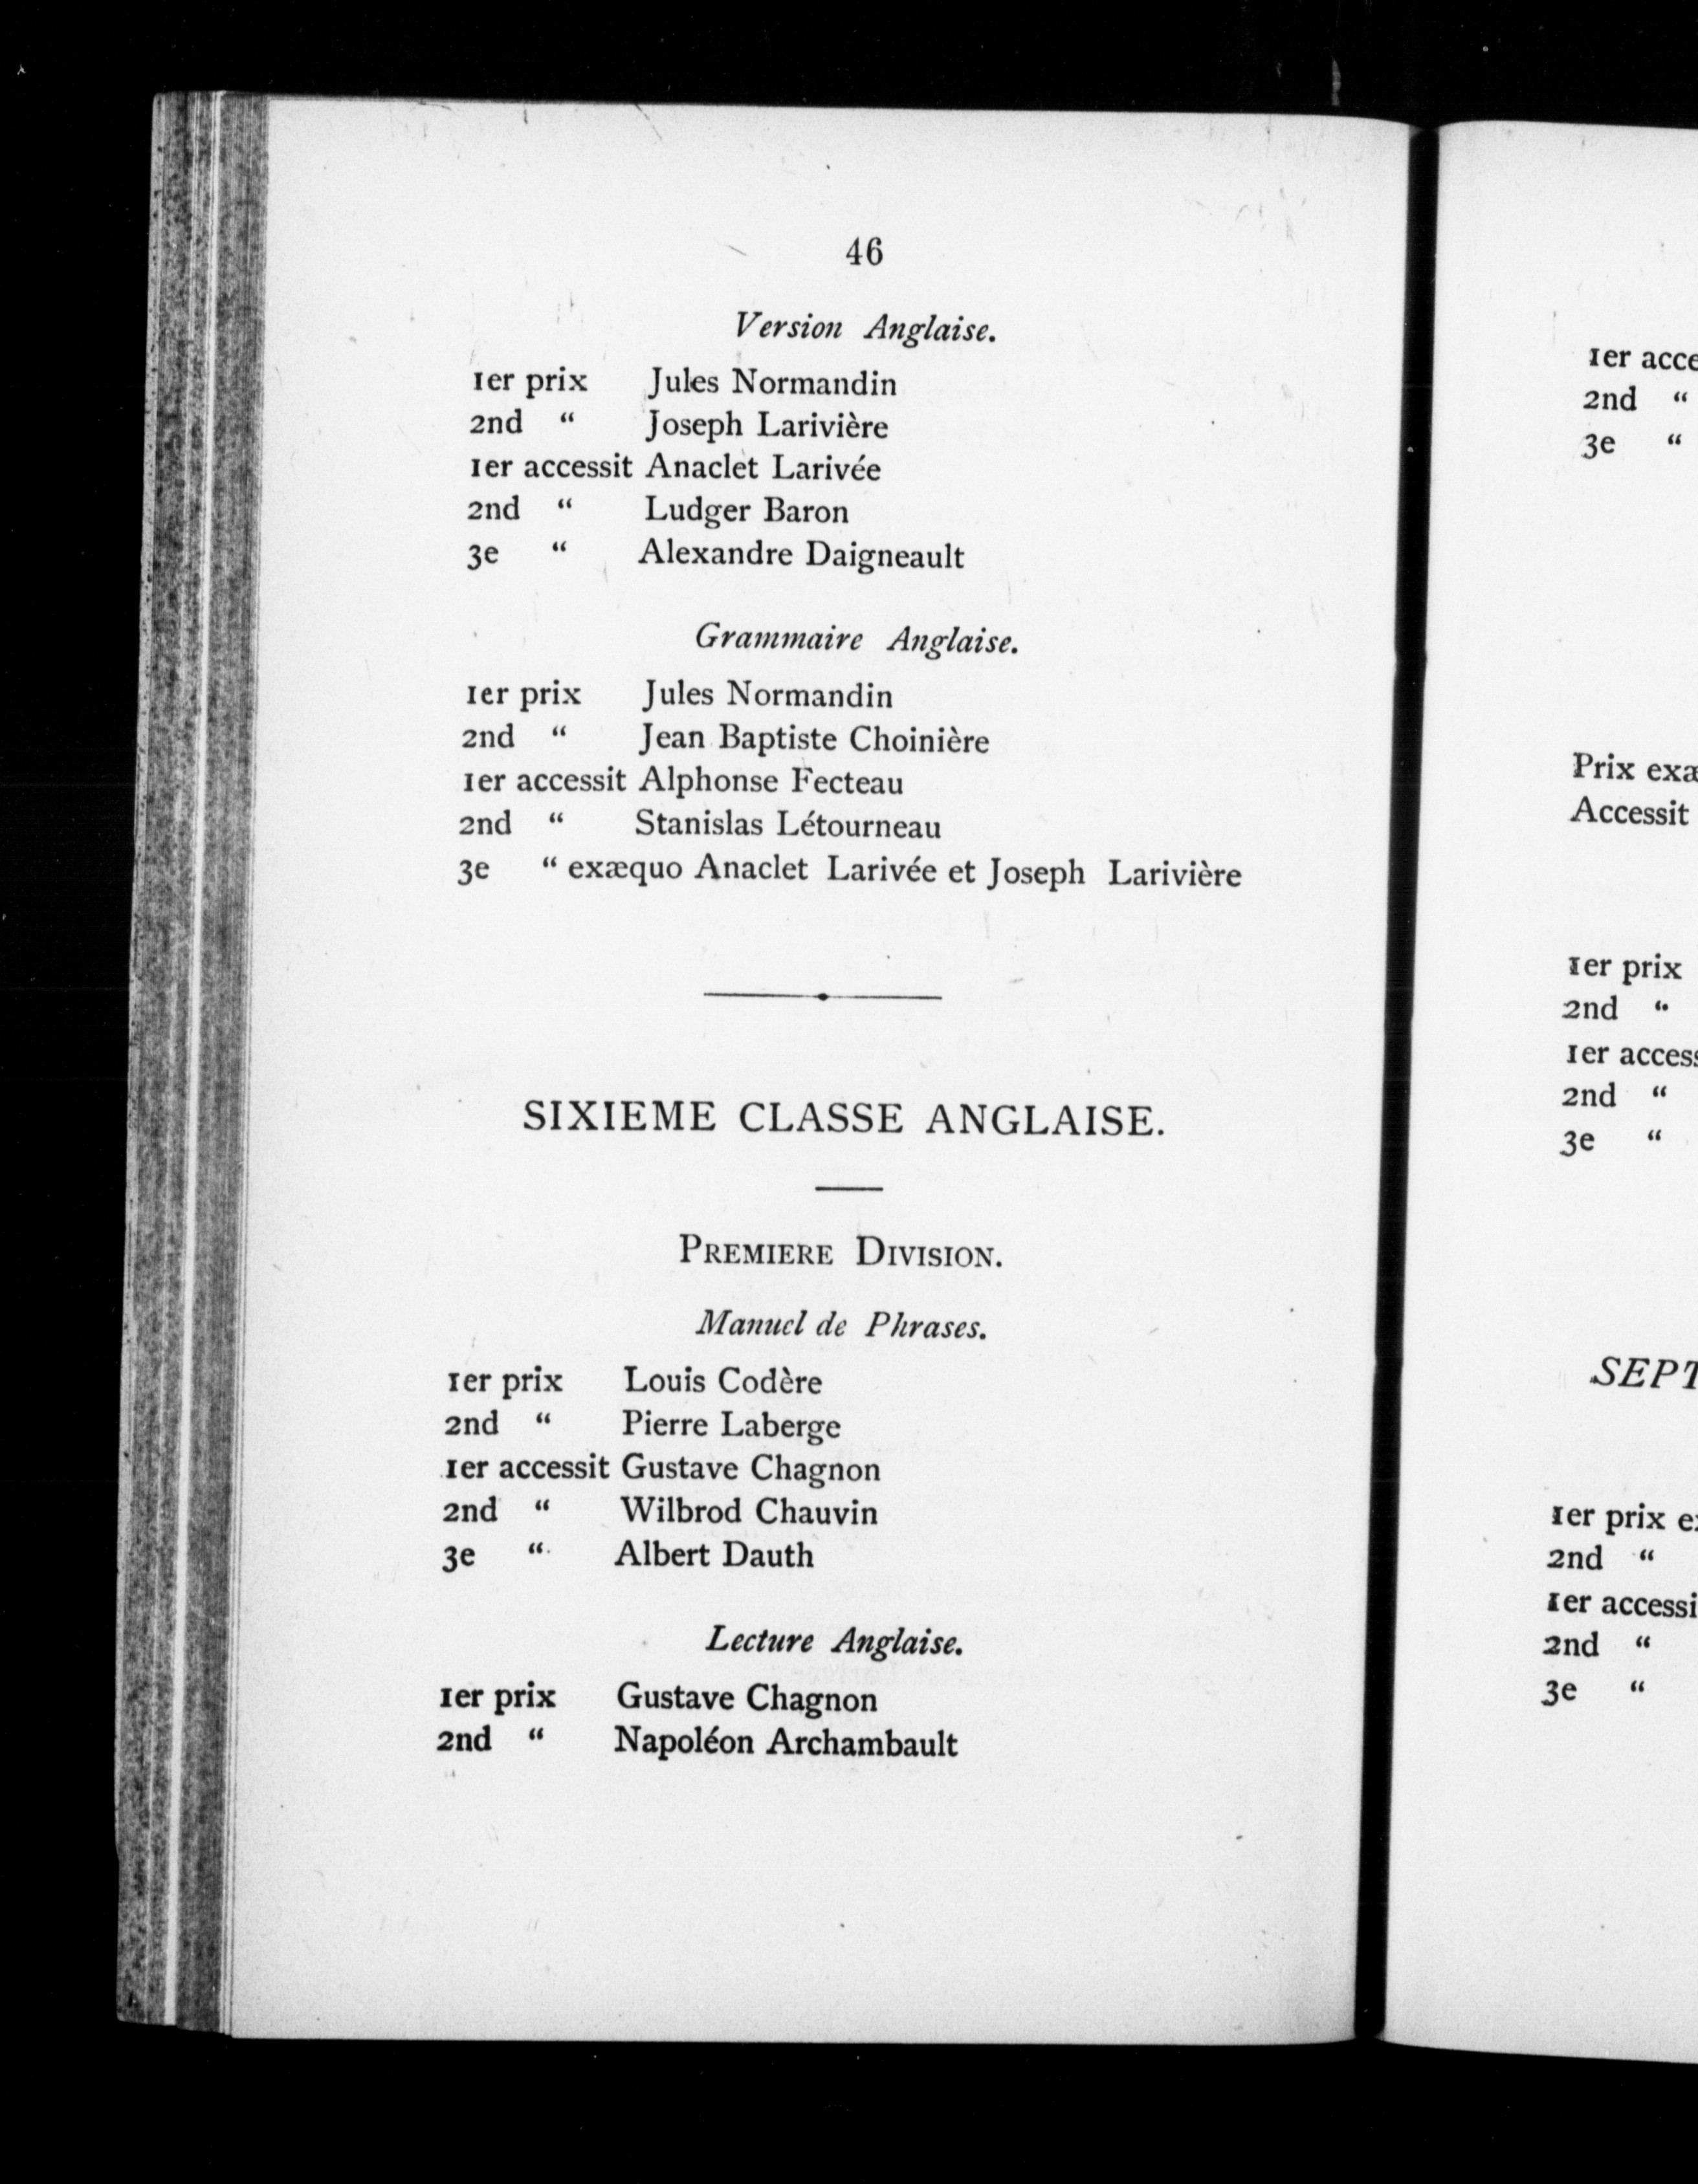 46
Version Anglaise.
1er prix Jules Normandin
2nd “ Joseph Larivière
1er accessit Anaclet Larivée
2nd “ Ludger Baron
3e “ Alexandre Daigneault
Grammaire Anglaise.
1er prix Jules Normandin
2nd “ Jean Baptiste Choinière
1er accessit Alphonse Fecteau
2nd “ Stanislas Létourneau
3e “ exæquo Anaclet Larivée et Joseph Larivière
SIXIEME CLASSE ANGLAISE.
PREMIERE DIVISION.
Manuel de Phrases.
1er prix Louis Codère
2nd “ Pierre Laberge
1er accessit Gustave Chagnon
2nd “ Wilbrod Chauvin
3e “ Albert Dauth
Lecture Anglaise.
1er prix Gustave Chagnon
2nd “ Napoléon Archambault
1er acce
2nd “
3e “
Prix exæ
Accessit
1er prix
2nd “
1er access
2nd “
3e “
SEPT
1er prix e
2nd “
1er accessi
2nd “
3e “